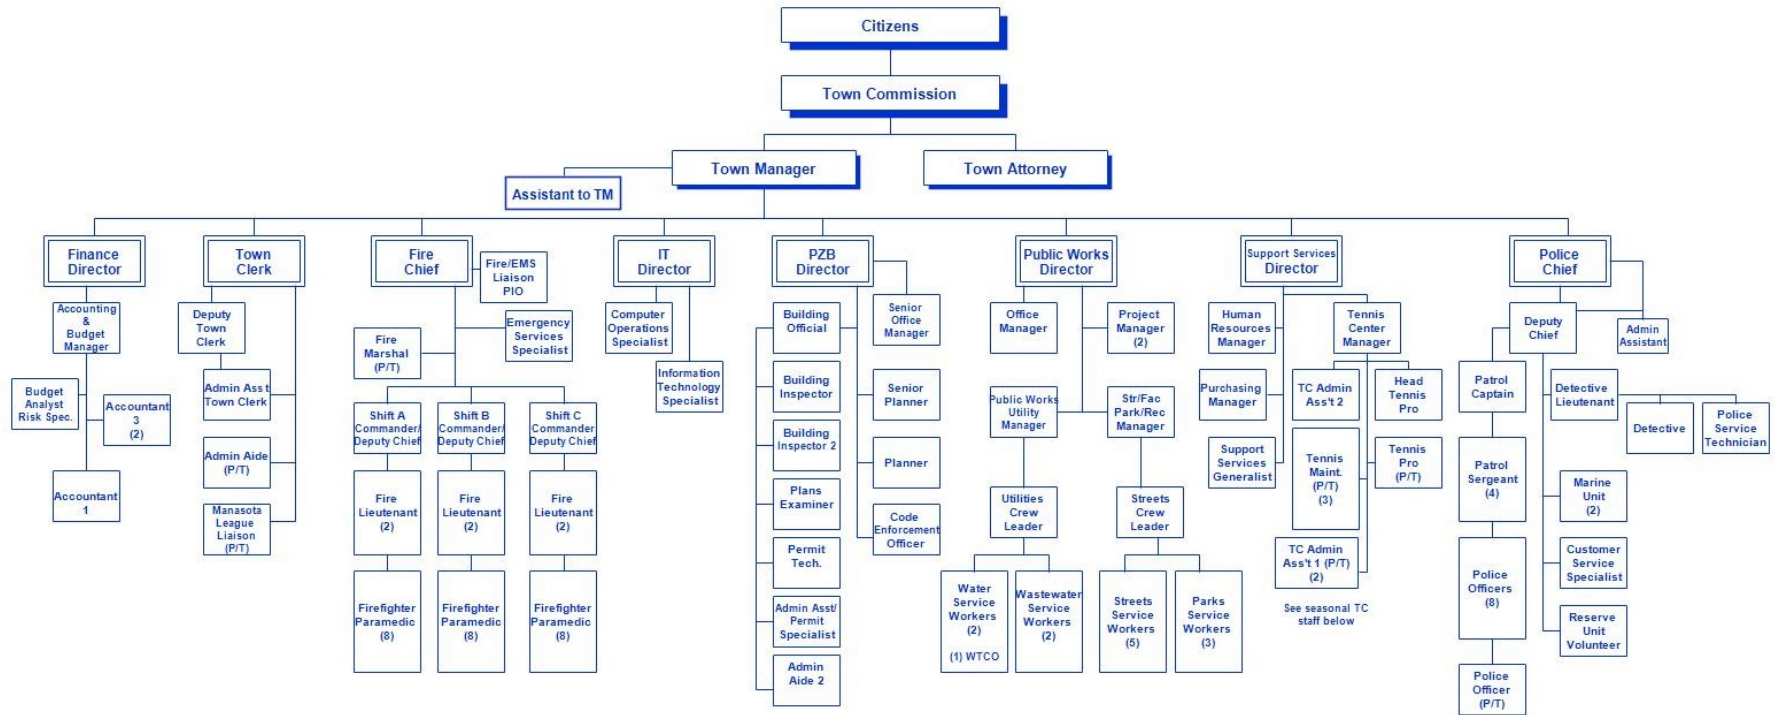 Citizens
Town Commission
Town Manager
Town Attorney
Assistant to TM
Finance
Director
Accounting
&
Budget
Manager
Budget
Analyst
Risk Spec.
Accountant
3
(2)
Accountant
1
Town
Clerk
Deputy
Town
Clerk
Admin Ass t
Town Clerk
Admin Aide
(P/T)
Manasota
League
Liaison
(P/T)
Fire
Chief
Fire/EMS
Liaison
PIO
Emergency
Services
Specialist
Fire
Marshal
(P/T)
Shift A
Commander/
Deputy Chief
Shift B
Commander/
Deputy Chief
Shift C
Commander
Deputy Chief
Fire
Lieutenant
(2)
Fire
Lieutenant
(2)
Fire
Lieutenant
(2)
Firefighter
Paramedic
(8)
Firefighter
Paramedic
(8)
Firefighter
Paramedic
(8)
IT
Director
Computer
Operations
Specialist
Information
Technology
Specialist
PZB
Director
Senior
Office
Manager
Building
Official
Building
Inspector
Building
Inspector 2
Plans
Examiner
Permit
Tech.
Admin Asst/
Permit
Specialist
Admin
Aide 2
Senior
Planner
Planner
Code
Enforcement
Officer
Public Works
Director
Office
Manager
Project
Manager
(2)
Public Works
Utility
Manager
Str/Fac
Park/Rec
Manager
Utilities
Crew
Leader
Streets
Crew
Leader
Water
Service
Workers
(2)
(1) WTCO
Wastewater
Service
Workers
(2)
Streets
Service
Workers
(5)
Parks
Service
Workers
(3)
Support Services
Director
Human
Resources
Manager
Purchasing
Manager
Support
Services
Generalist
Tennis
Center
Manager
TC Admin
Ass't 2
Head
Tennis
Pro
Tennis
Maint.
(P/T)
(3)
Tennis
Pro
(P/T)
TC Admin
Ass't 1 (P/T)
(2)
See seasonal TC
staff below
Police
Chief
Deputy
Chief
Admin
Assistant
Patrol
Captain
Patrol
Sergeant
(4)
Police
Officers
(8)
Police
Officer
(P/T)
Detective
Lieutenant
Detective
Police
Service
Technician
Marine
Unit
(2)
Customer
Service
Specialist
Reserve
Unit
Volunteer